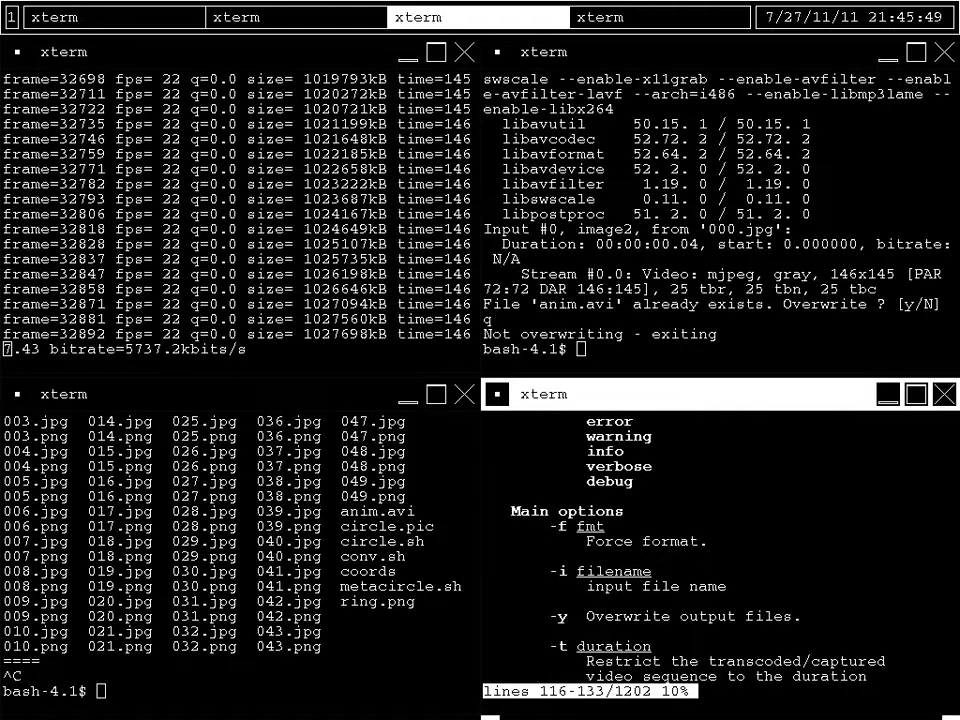 1 xterm xterm xterm xterm 7/27/11/11 21:45:49
xterm
frame=32698 fps= 22 q=0.0 size= 1019793kB time=145
frame=32711 fps= 22 q=0.0 size= 1020272kB time=145
frame=32722 fps= 22 q=0.0 size= 1020721kB time=145
frame=32735 fps= 22 q=0.0 size= 1021199kB time=146
frame=32746 fps= 22 q=0.0 size= 1021648kB time=146
frame=32759 fps= 22 q=0.0 size= 1022185kB time=146
frame=32771 fps= 22 q=0.0 size= 1022658kB time=146
frame=32782 fps= 22 q=0.0 size= 1023222kB time=146
frame=32793 fps= 22 q=0.0 size= 1023687kB time=146
frame=32806 fps= 22 q=0.0 size= 1024167kB time=146
frame=32818 fps= 22 q=0.0 size= 1024649kB time=146
frame=32828 fps= 22 q=0.0 size= 1025107kB time=146
frame=32837 fps= 22 q=0.0 size= 1025735kB time=146
frame=32847 fps= 22 q=0.0 size= 1026198kB time=146
frame=32858 fps= 22 q=0.0 size= 1026646kB time=146
frame=32871 fps= 22 q=0.0 size= 1027094kB time=146
frame=32881 fps= 22 q=0.0 size= 1027560kB time=146
frame=32892 fps= 22 q=0.0 size= 1027698kB time=146
7.43 bitrate=5737.2kbits/s
xterm
swscale --enable-x11grab --enable-avfilter --enabl
e-avfilter-lavf --arch=i486 --enable-libmp3lame --
enable-libx264
libavutil 50.15. 1 / 50.15. 1
libavcodec 52.72. 2 / 52.72. 2
libavformat 52.64. 2 / 52.64. 2
libavdevice 52. 2. 0 / 52. 2. 0
libavfilter 1.19. 0 / 1.19. 0
libswscale 0.11. 0 / 0.11. 0
libpostproc 51. 2. 0 / 51. 2. 0
Input #0, image2, from '000.jpg':
Duration: 00:00:00.04, start: 0.000000, bitrate:
N/A
Stream #0.0: Video: mjpeg, gray, 146x145 [PAR
72:72 DAR 146:145], 25 tbr, 25 tbn, 25 tbc
File 'anim.avi' already exists. Overwrite ? [y/N]
q
Not overwriting - exiting
bash-4.1$
xterm
003.jpg 014.jpg 025.jpg 036.jpg 047.jpg
003.png 014.png 025.png 036.png 047.png
004.jpg 015.jpg 026.jpg 037.jpg 048.jpg
004.png 015.png 026.png 037.png 048.png
005.jpg 016.jpg 027.jpg 038.jpg 049.jpg
005.png 016.png 027.png 038.png 049.png
006.jpg 017.jpg 028.jpg 039.jpg anim.avi
006.png 017.png 028.png 039.png circle.pic
007.jpg 018.jpg 029.jpg 040.jpg circle.sh
007.png 018.png 029.png 040.png conv.sh
008.jpg 019.jpg 030.jpg 041.jpg coords
008.png 019.png 030.png 041.png metacircle.sh
009.jpg 020.jpg 031.jpg 042.jpg ring.png
009.png 020.png 031.png 042.png
010.jpg 021.jpg 032.jpg 043.jpg
010.png 021.png 032.png 043.png
====
^C
bash-4.1$
xterm
error
warning
info
verbose
debug
Main options
-f fmt
Force format.
-i filename
input file name
-y Overwrite output files.
-t duration
Restrict the transcoded/captured
video sequence to the duration
lines 116-133/1202 10%